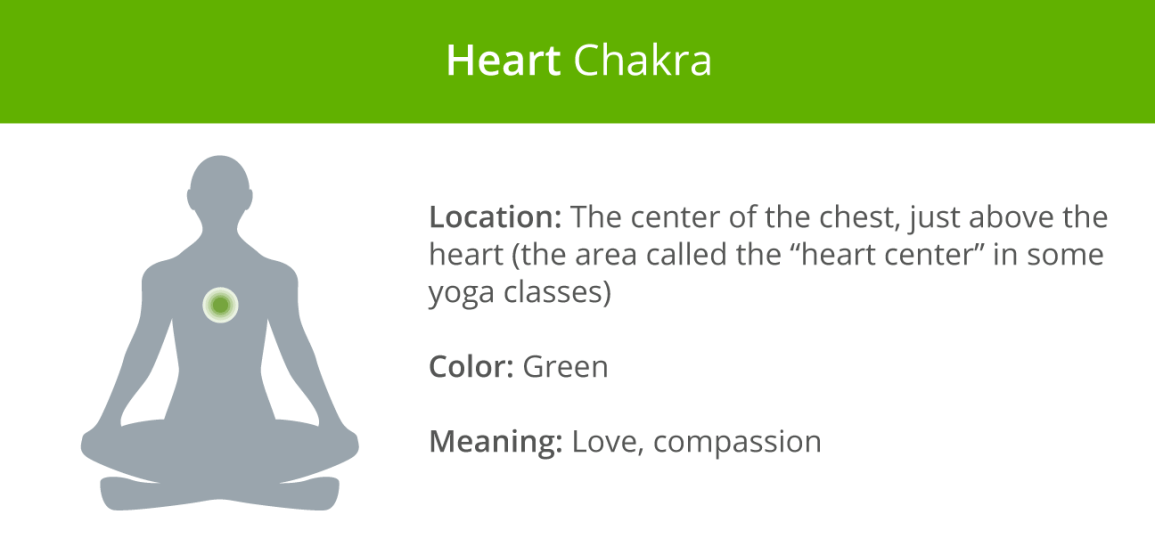 Heart Chakra
Location: The center of the chest, just above the
heart (the area called the “heart center” in some
yoga classes)
Color: Green
Meaning: Love, compassion